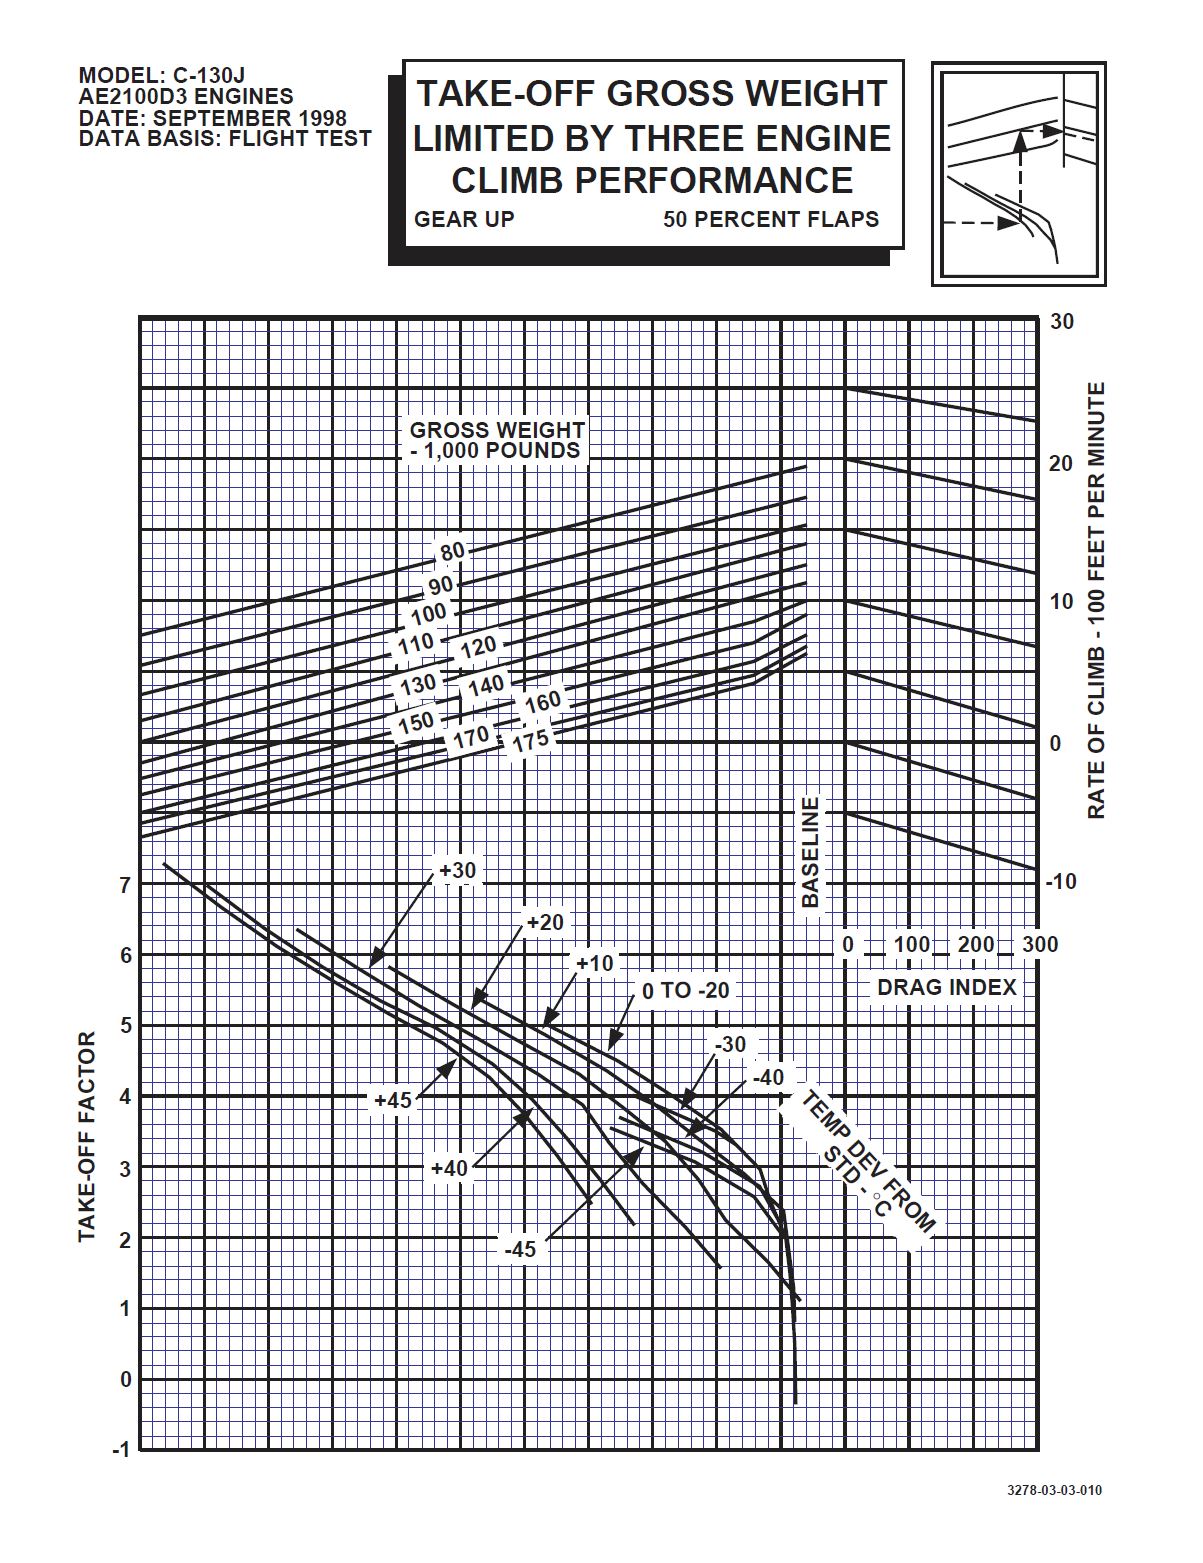 MODEL: C-130J
AE2100D3 ENGINES
DATE: SEPTEMBER 1998
DATA BASIS: FLIGHT TEST
TAKE-OFF GROSS WEIGHT
LIMITED BY THREE ENGINE
CLIMB PERFORMANCE
GEAR UP 50 PERCENT FLAPS
30
20
10
0
-10
RATE OF CLIMB - 100 FEET PER MINUTE
GROSS WEIGHT
- 1,000 POUNDS
80
90
100
110
120
130
140
150
160
170
175
BASELINE
0 100 200 300
DRAG INDEX
7
6
5
4
3
2
1
0
-1
TAKE-OFF FACTOR
+30
+20
+10
0 TO -20
-30
-40
+45
+40
-45
TEMP DEV FROM
STD - °C
3278-03-03-010